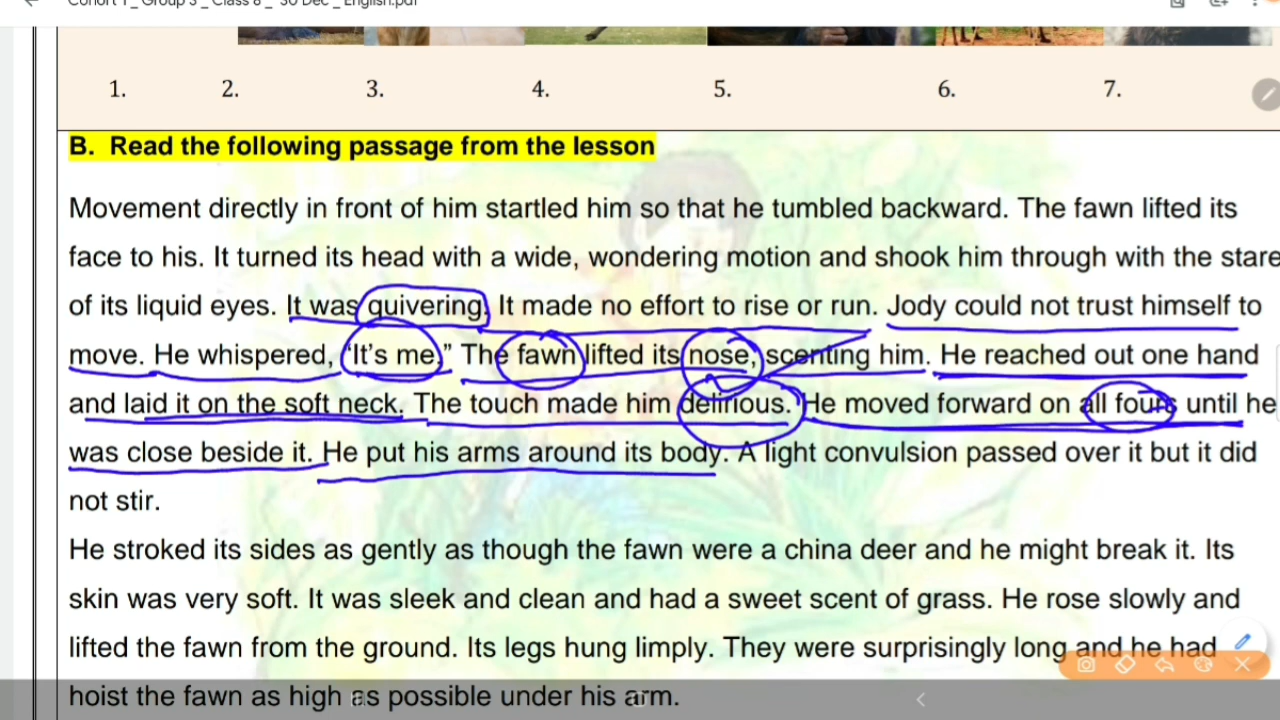 Cohort 1 _ Group 3 _ Class 8 _ 30 Dec _ English.pdf
1. 2. 3. 4. 5. 6. 7.
B. Read the following passage from the lesson
Movement directly in front of him startled him so that he tumbled backward. The fawn lifted its
face to his. It turned its head with a wide, wondering motion and shook him through with the stare
of its liquid eyes. It was quivering. It made no effort to rise or run. Jody could not trust himself to
move. He whispered, “It’s me.” The fawn lifted its nose, scenting him. He reached out one hand
and laid it on the soft neck. The touch made him delirious. He moved forward on all fours until he
was close beside it. He put his arms around its body. A light convulsion passed over it but it did
not stir.
He stroked its sides as gently as though the fawn were a china deer and he might break it. Its
skin was very soft. It was sleek and clean and had a sweet scent of grass. He rose slowly and
lifted the fawn from the ground. Its legs hung limply. They were surprisingly long and he had
hoist the fawn as high as possible under his arm.